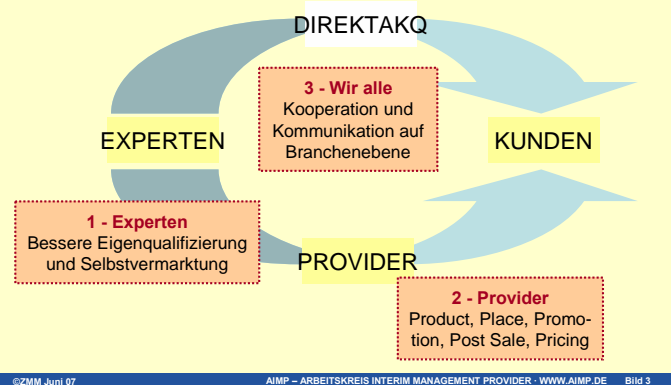 DIREKTAKQ
3 - Wir alle
Kooperation und
Kommunikation auf
Branchenebene
EXPERTEN
KUNDEN
1 - Experten
Bessere Eigenqualifizierung
und Selbstvermarktung
PROVIDER
2 - Provider
Product, Place, Promo-
tion, Post Sale, Pricing
©ZMM Juni 07 AIMP – ARBEITSKREIS INTERIM MANAGEMENT PROVIDER · WWW.AIMP.DE Bild 3